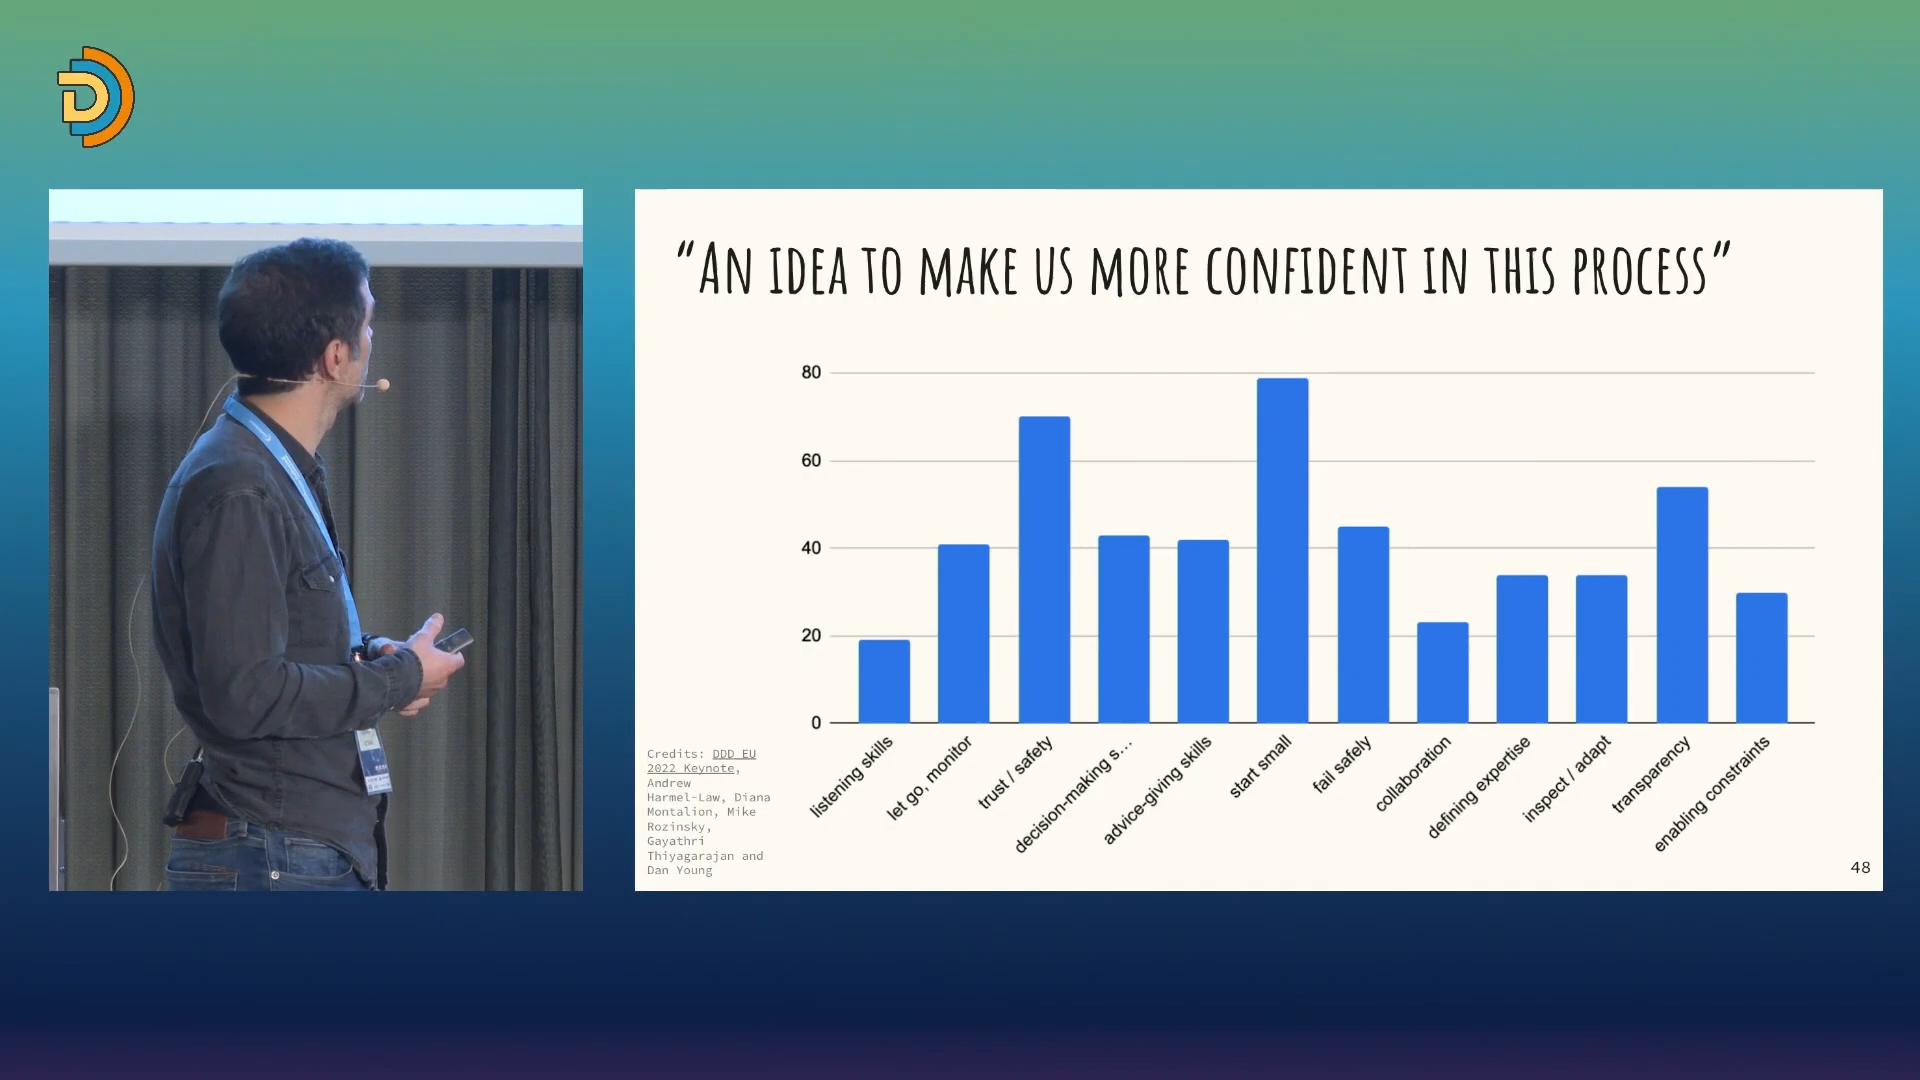 “AN IDEA TO MAKE US MORE CONFIDENT IN THIS PROCESS”
80
60
40
20
0
listening skills
let go, monitor
trust / safety
decision-making s...
advice-giving skills
start small
fail safely
collaboration
defining expertise
inspect / adapt
transparency
enabling constraints
Credits: DDD EU
2022 Keynote,
Andrew
Harmel-Law, Diana
Montalion, Mike
Rozinsky,
Gayathri
Thiyagarajan and
Dan Young
48